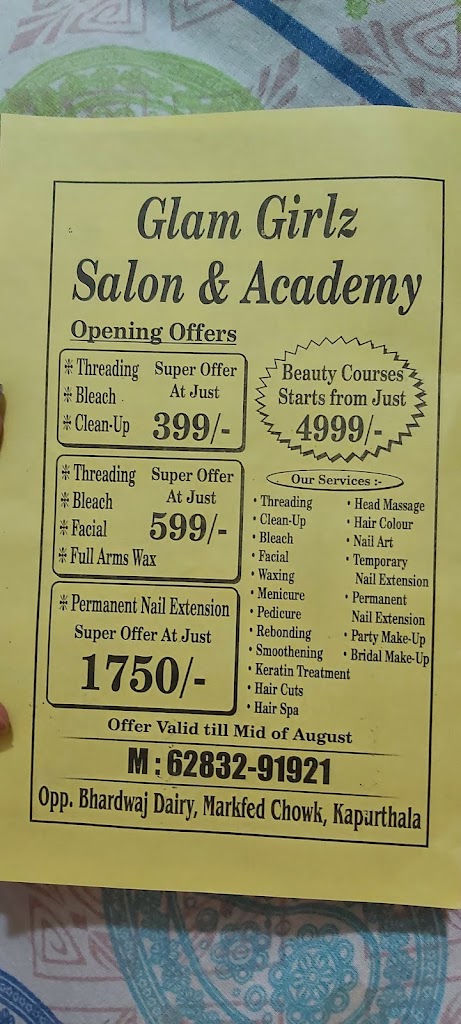 Glam Girlz
Salon & Academy
Opening Offers
Threading
Bleach
Clean-Up
Super Offer
At Just
399/-
Beauty Courses
Starts from Just
4999/-
Threading
Bleach
Facial
Full Arms Wax
Super Offer
At Just
599/-
Permanent Nail Extension
Super Offer At Just
1750/-
Our Services :-
• Threading
• Clean-Up
• Bleach
• Facial
• Waxing
• Menicure
• Pedicure
• Rebonding
• Smoothening
• Keratin Treatment
• Hair Cuts
• Hair Spa
• Head Massage
• Hair Colour
• Nail Art
• Temporary
Nail Extension
• Permanent
Nail Extension
• Party Make-Up
• Bridal Make-Up
Offer Valid till Mid of August
M : 62832-91921
Opp. Bhardwaj Dairy, Markfed Chowk, Kapurthala